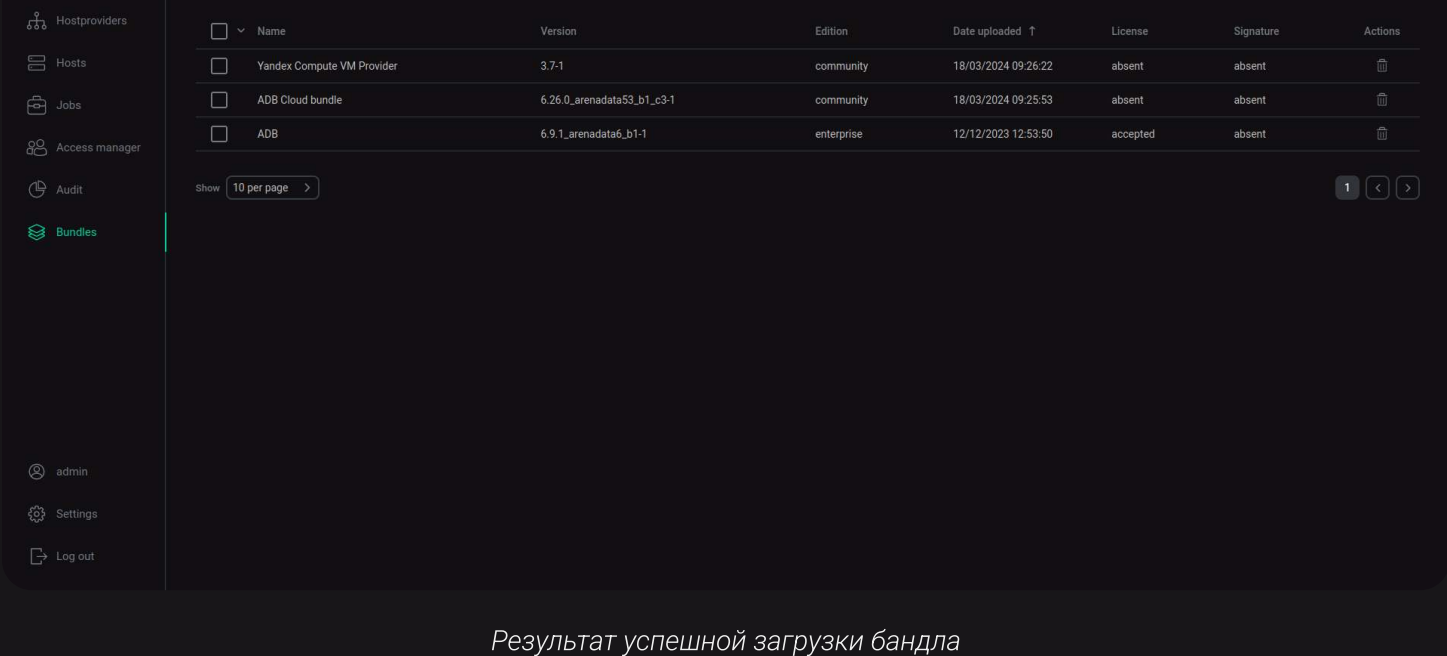 Hostproviders
Hosts
Jobs
Access manager
Audit
Bundles
admin
Settings
Log out
Name Version Edition Date uploaded ↑ License Signature Actions
Yandex Compute VM Provider 3.7-1 community 18/03/2024 09:26:22 absent absent
ADB Cloud bundle 6.26.0_arenadata53_b1_c3-1 community 18/03/2024 09:25:53 absent absent
ADB 6.9.1_arenadata6_b1-1 enterprise 12/12/2023 12:53:50 accepted absent
Show 10 per page > 1 < >
Результат успешной загрузки бандла